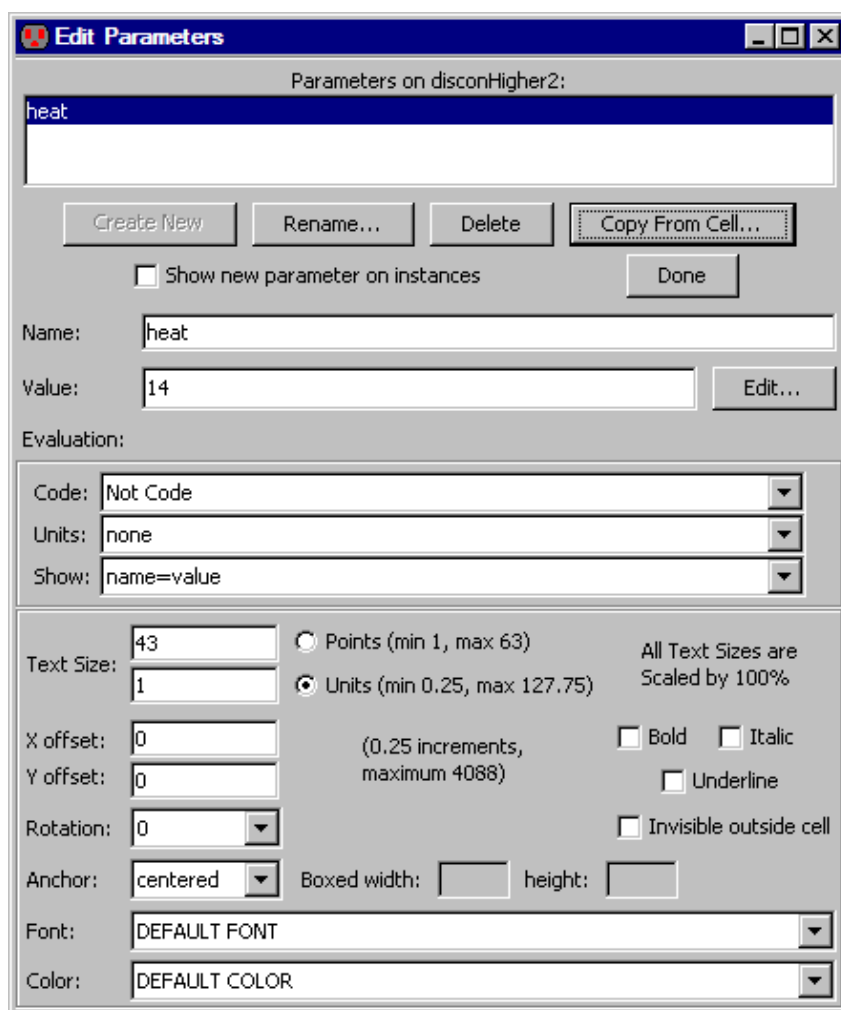 Edit Parameters
Parameters on disconHigher2:
heat
Create New Rename... Delete Copy From Cell...
Show new parameter on instances Done
Name: heat
Value: 14 Edit...
Evaluation:
Code: Not Code
Units: none
Show: name=value
Text Size: 43 Points (min 1, max 63) All Text Sizes are
1 Units (min 0.25, max 127.75) Scaled by 100%
X offset: 0 (0.25 increments, Bold Italic
Y offset: 0 maximum 4088) Underline
Rotation: 0 Invisible outside cell
Anchor: centered Boxed width: height:
Font: DEFAULT FONT
Color: DEFAULT COLOR